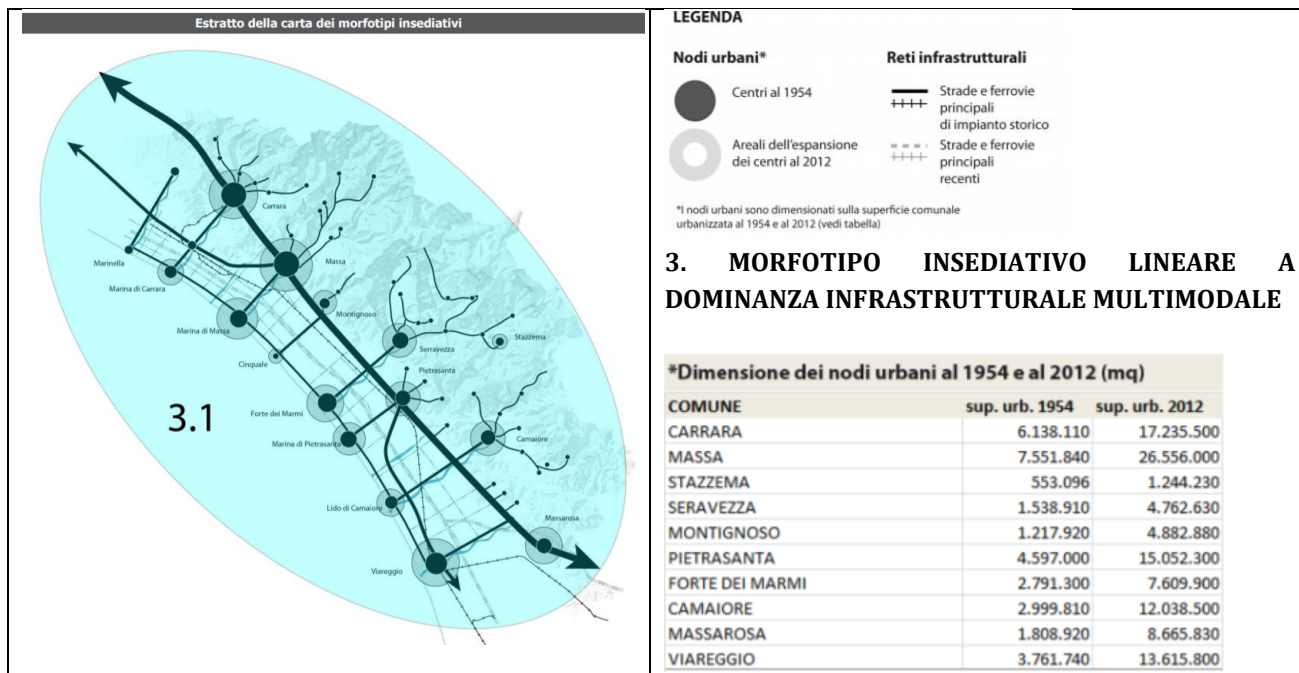 Estratto della carta dei morfotipi insediativi
Carrara
Massa
Marinella
Marina di Carrara
Montignoso
Marina di Massa
Stazzema
Serravezza
Cinquale
Pietrasanta
Forte dei Marmi
3.1
Camaiore
Marina di Pietrasanta
Lido di Camaiore
Massarosa
Viareggio
LEGENDA
Nodi urbani*
Centri al 1954
Areali dell'espansione
dei centri al 2012
Reti infrastrutturali
Strade e ferrovie
principali
di impianto storico
Strade e ferrovie
principali
recenti
*I nodi urbani sono dimensionati sulla superficie comunale
urbanizzata al 1954 e al 2012 (vedi tabella)
3. MORFOTIPO INSEDIATIVO LINEARE A
DOMINANZA INFRASTRUTTURALE MULTIMODALE
*Dimensione dei nodi urbani al 1954 e al 2012 (mq)
COMUNE sup. urb. 1954 sup. urb. 2012
CARRARA 6.138.110 17.235.500
MASSA 7.551.840 26.556.000
STAZZEMA 553.096 1.244.230
SERAVEZZA 1.538.910 4.762.630
MONTIGNOSO 1.217.920 4.882.880
PIETRASANTA 4.597.000 15.052.300
FORTE DEI MARMI 2.791.300 7.609.900
CAMAIORE 2.999.810 12.038.500
MASSAROSA 1.808.920 8.665.830
VIAREGGIO 3.761.740 13.615.800